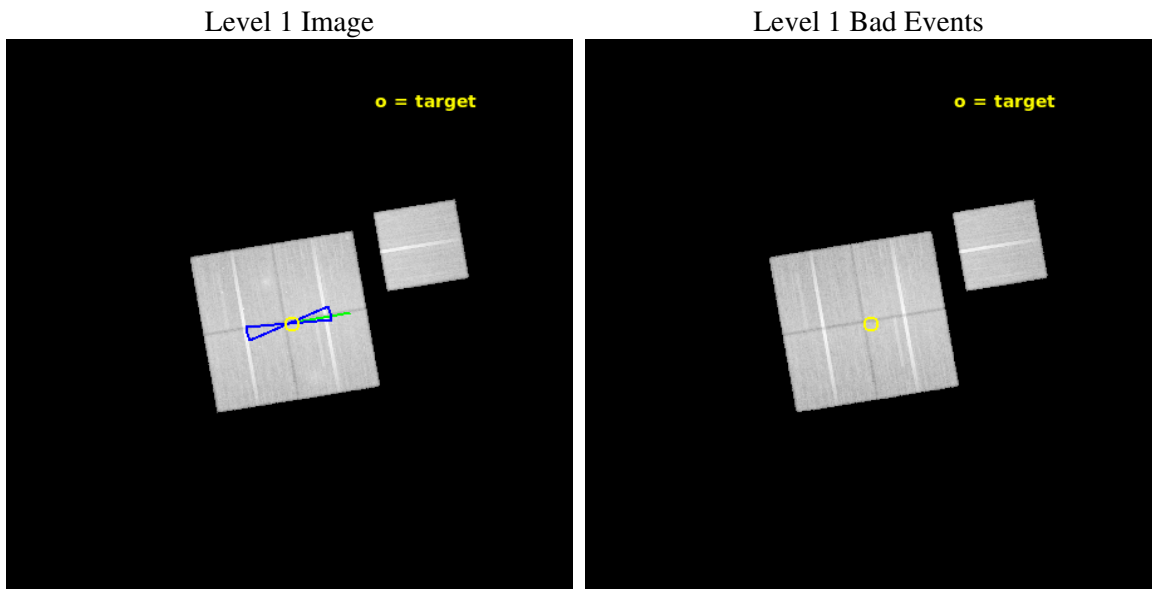 Level 1 Image
Level 1 Bad Events
o = target
o = target